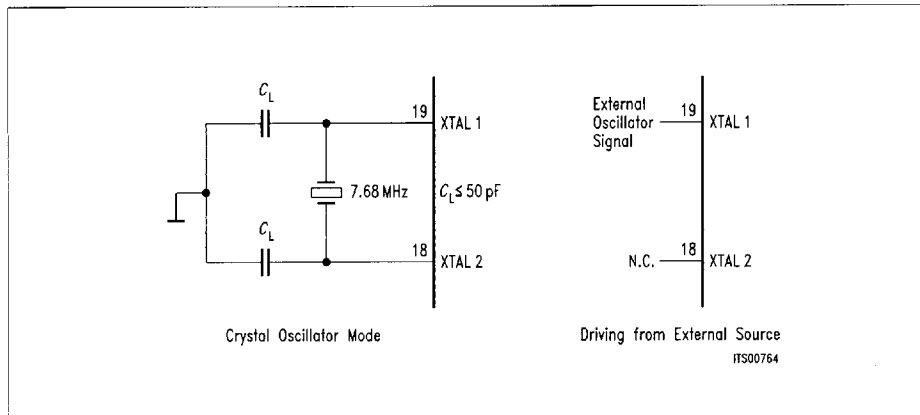 C_L
19
XTAL 1
7.68 MHz
C_L ≤ 50 pF
C_L
18
XTAL 2
Crystal Oscillator Mode
External
Oscillator
Signal
19
XTAL 1
N.C.
18
XTAL 2
Driving from External Source
ITS00764